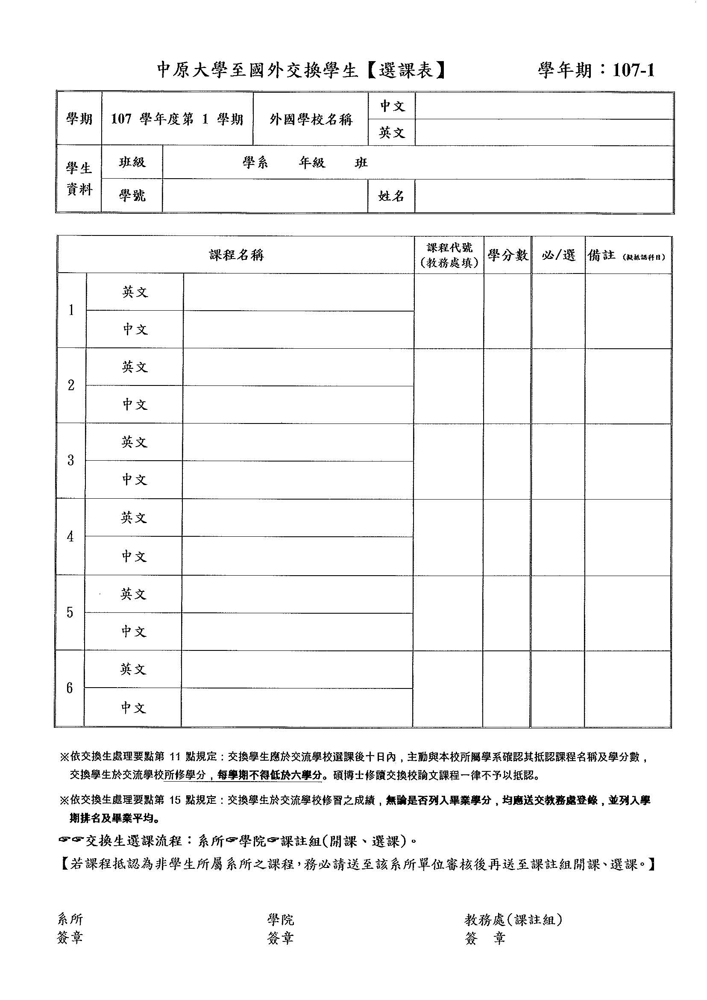 中原大學至國外交換學生【選課表】 學年期：107-1
學期 107 學年度第 1 學期 外國學校名稱 中文
英文
學生資料 班級 學系 年級 班
學號 姓名
課程名稱 課程代號(教務處填) 學分數 必/選 備註(擬抵認科目)
1 英文
中文
2 英文
中文
3 英文
中文
4 英文
中文
5 英文
中文
6 英文
中文
※依交換生處理要點第 11 點規定：交換學生應於交流學校選課後十日內，主動與本校所屬學系確認其抵認課程名稱及學分數，
交換學生於交流學校所修學分，每學期不得低於六學分。碩博士修讀交換校論文課程一律不予以抵認。
※依交換生處理要點第 15 點規定：交換學生於交流學校修習之成績，無論是否列入畢業學分，均應送交教務處登錄，並列入學
期排名及畢業平均。
☞☞交換生選課流程：系所☞學院☞課註組(開課、選課)。
【若課程抵認為非學生所屬系所之課程，務必請送至該系所單位審核後再送至課註組開課、選課。】
系所 學院 教務處(課註組)
簽章 簽章 簽 章